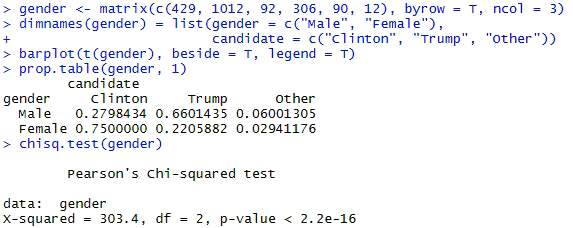 > gender <- matrix(c(429, 1012, 92, 306, 90, 12), byrow = T, ncol = 3)
> dimnames(gender) = list(gender = c("Male", "Female"),
+                         candidate = c("Clinton", "Trump", "Other"))
> barplot(t(gender), beside = T, legend = T)
> prop.table(gender, 1)
        candidate
gender     Clinton     Trump      Other
  Male   0.2798434 0.6601435 0.06001305
  Female 0.7500000 0.2205882 0.02941176
> chisq.test(gender)
        Pearson's Chi-squared test
data:  gender
X-squared = 303.4, df = 2, p-value < 2.2e-16